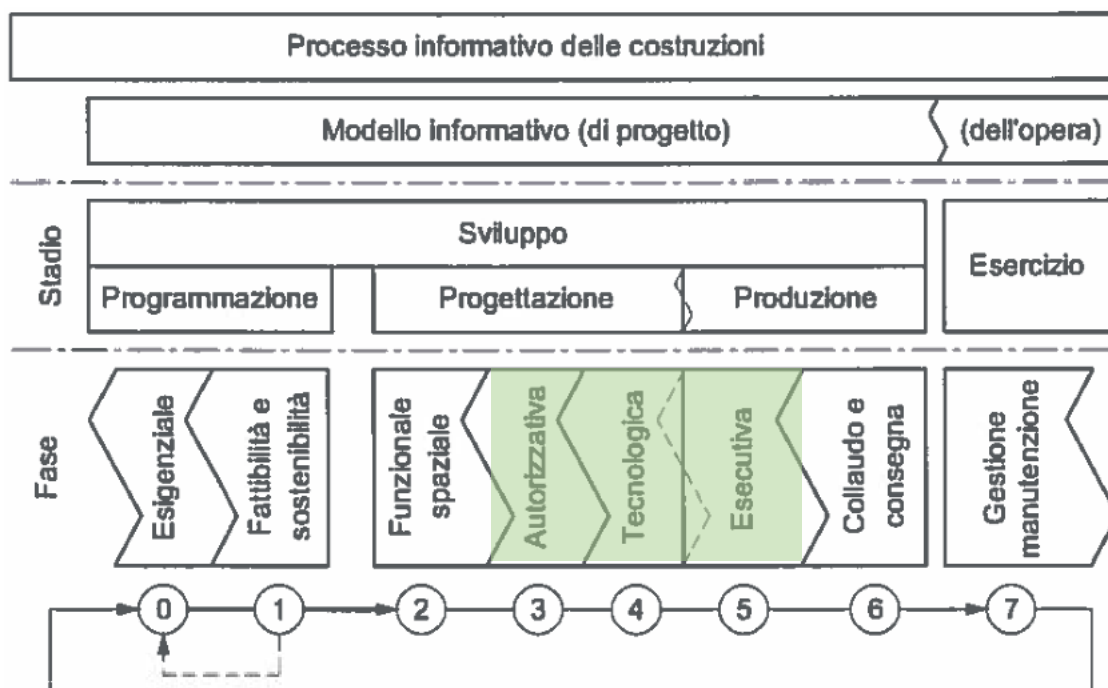 Processo informativo delle costruzioni
Modello informativo (di progetto)
(dell'opera)
Stadio
Sviluppo
Esercizio
Programmazione
Progettazione
Produzione
Fase
Esigenziale
Fattibilità e
sostenibilità
Funzionale
spaziale
Autorizzativa
Tecnologica
Esecutiva
Collaudo e
consegna
Gestione
manutenzione
0
1
2
3
4
5
6
7